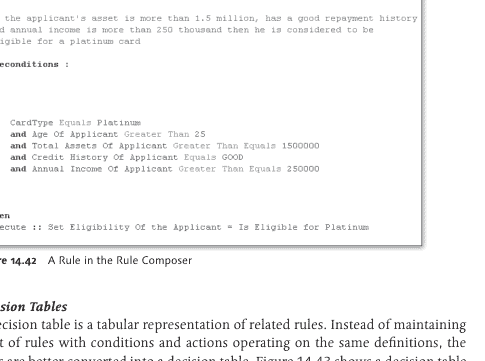 the applicant's asset is more than 1.5 million, has a good repayment history
d annual income is more than 250 thousand then he is considered to be
igible for a platinum card
econditions :
CardType Equals Platinum
and Age Of Applicant Greater Than 25
and Total Assets Of Applicant Greater Than Equals 1500000
and Credit History Of Applicant Equals GOOD
and Annual Income Of Applicant Greater Than Equals 250000
en
ecute :: Set Eligibility Of the Applicant = Is Eligible for Platinum
re 14.42 A Rule in the Rule Composer
sion Tables
ecision table is a tabular representation of related rules. Instead of maintaining
t of rules with conditions and actions operating on the same definitions, the
s are better converted into a decision table. Figure 14.43 shows a decision table